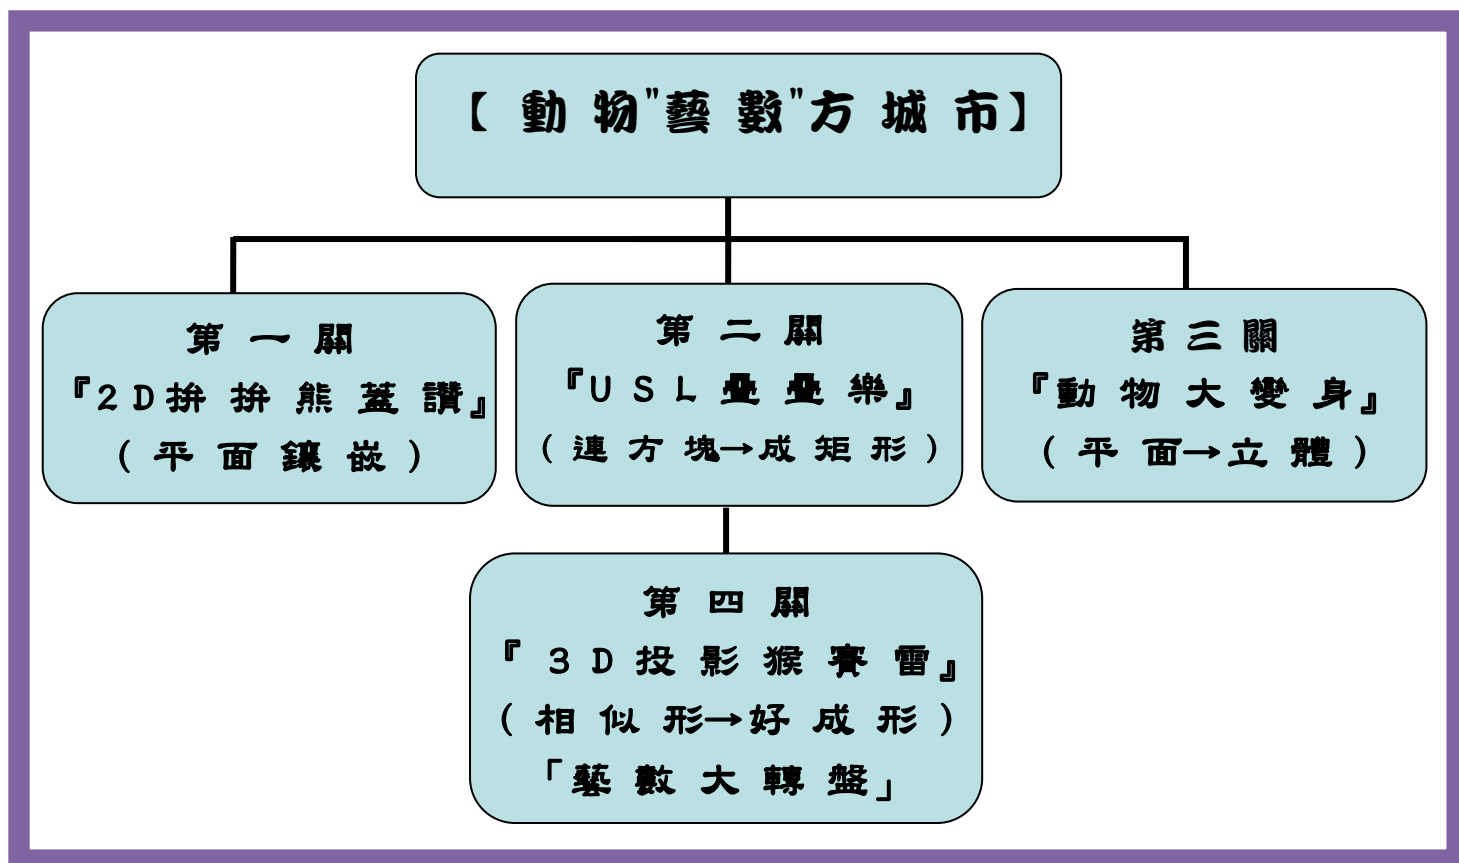 【動物"藝數"方城市】
第一關
『2D拚拚熊蓋讚』
(平面鑲嵌)
第二關
『USL疊疊樂』
(連方塊→成矩形)
第三關
『動物大變身』
(平面→立體)
第四關
『3D投影猴賽雷』
(相似形→好成形)
「藝數大轉盤」